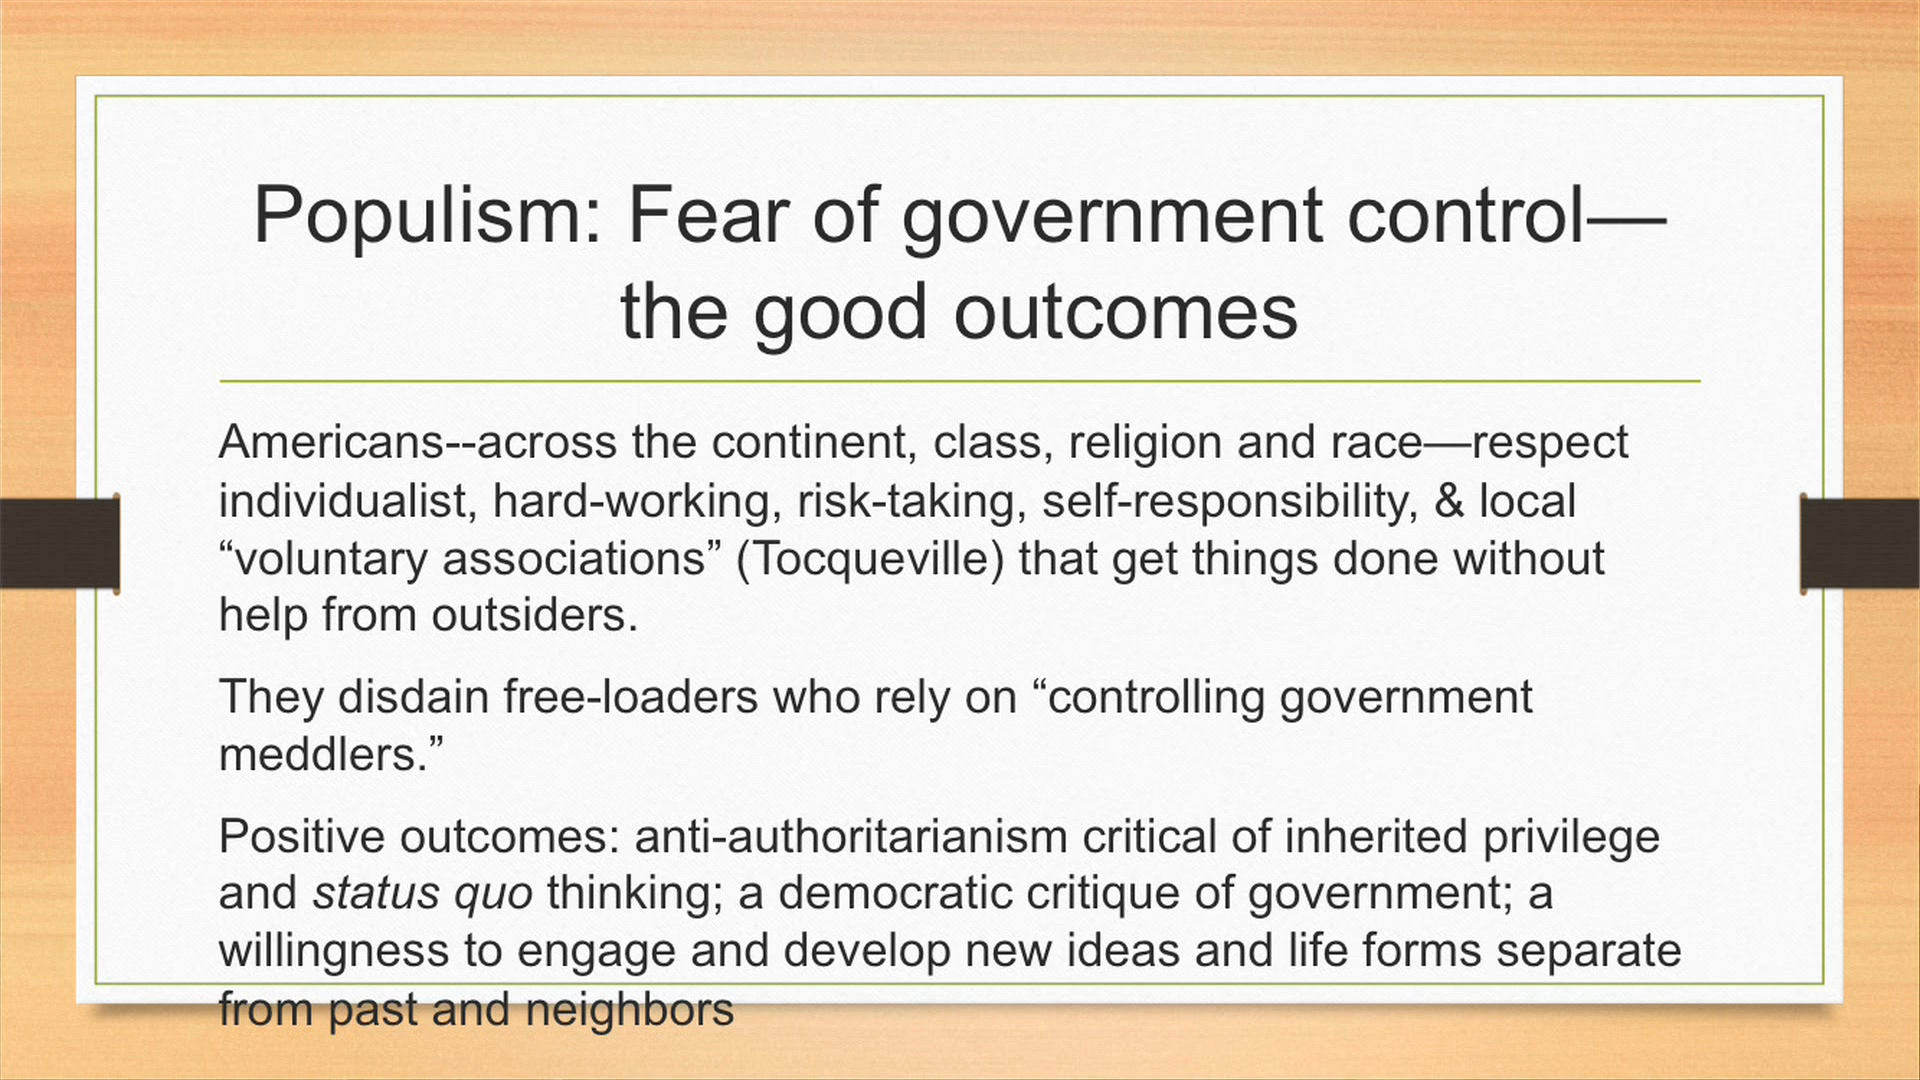 Populism: Fear of government control—
the good outcomes
Americans--across the continent, class, religion and race—respect
individualist, hard-working, risk-taking, self-responsibility, & local
“voluntary associations” (Tocqueville) that get things done without
help from outsiders.
They disdain free-loaders who rely on “controlling government
meddlers.”
Positive outcomes: anti-authoritarianism critical of inherited privilege
and status quo thinking; a democratic critique of government; a
willingness to engage and develop new ideas and life forms separate
from past and neighbors